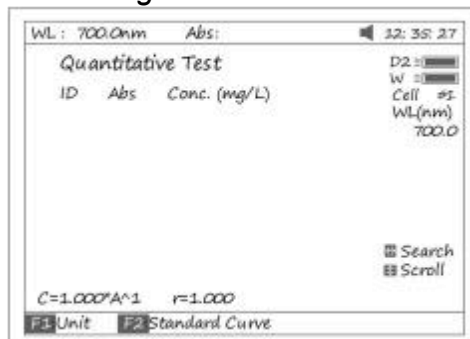 WL: 700.0nm Abs: 12:35:27
Quantitative Test
D2
W
ID Abs Conc. (mg/L)
Cell #1
WL(nm)
700.0
Search
Scroll
C=1.000*A^1 r=1.000
F1 Unit F2 Standard Curve